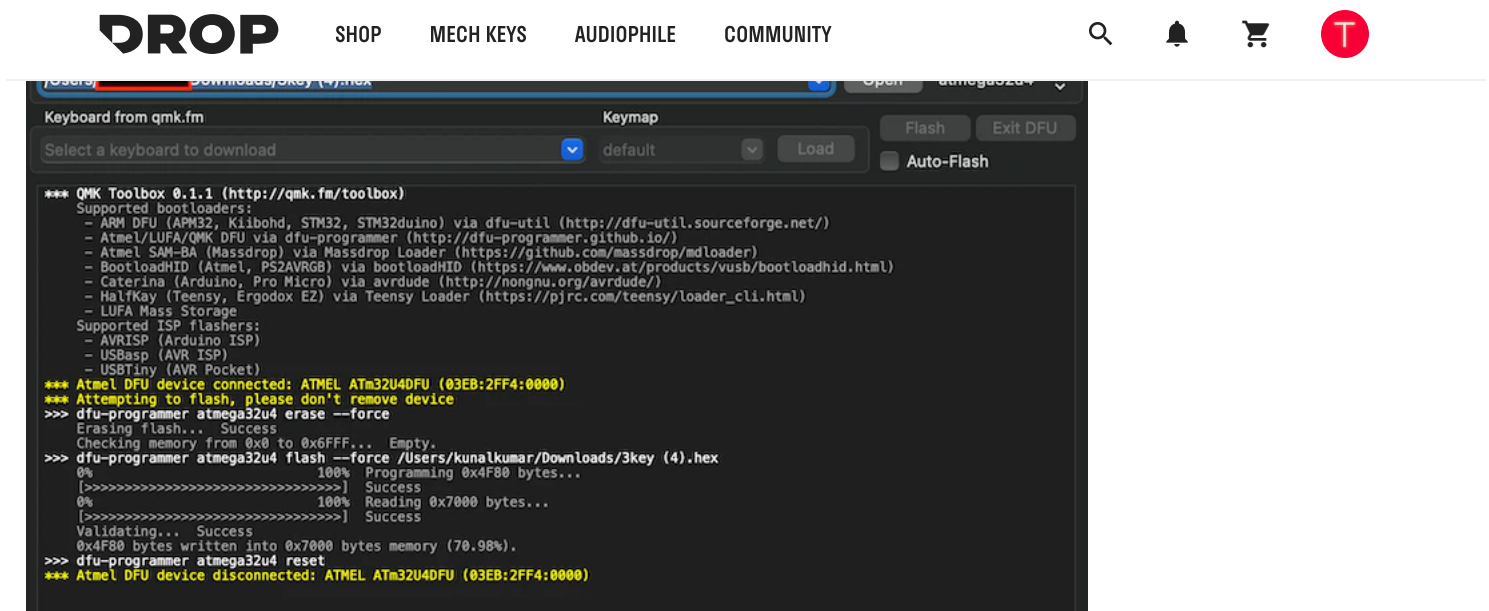 DROP SHOP MECH KEYS AUDIOPHILE COMMUNITY T
/Users/ Downloads/3key (4).hex Open atmega32u4
Keyboard from qmk.fm Keymap
Flash Exit DFU
Select a keyboard to download default Load
Auto-Flash
*** QMK Toolbox 0.1.1 (http://qmk.fm/toolbox)
Supported bootloaders:
- ARM DFU (APM32, Kiibohd, STM32, STM32duino) via dfu-util (http://dfu-util.sourceforge.net/)
- Atmel/LUFA/QMK DFU via dfu-programmer (http://dfu-programmer.github.io/)
- Atmel SAM-BA (Massdrop) via Massdrop Loader (https://github.com/massdrop/mdloader)
- BootloadHID (Atmel, PS2AVRGB) via bootloadHID (https://www.obdev.at/products/vusb/bootloadhid.html)
- Caterina (Arduino, Pro Micro) via avrdude (http://nongnu.org/avrdude/)
- HalfKay (Teensy, Ergodox EZ) via Teensy Loader (https://pjrc.com/teensy/loader_cli.html)
- LUFA Mass Storage
Supported ISP flashers:
- AVRISP (Arduino ISP)
- USBasp (AVR ISP)
- USBTiny (AVR Pocket)
*** Atmel DFU device connected: ATMEL ATm32U4DFU (03EB:2FF4:0000)
*** Attempting to flash, please don't remove device
>>> dfu-programmer atmega32u4 erase --force
Erasing flash... Success
Checking memory from 0x0 to 0x6FFF... Empty.
>>> dfu-programmer atmega32u4 flash --force /Users/kunalkumar/Downloads/3key (4).hex
0% 100% Programming 0x4F80 bytes...
[>>>>>>>>>>>>>>>>>>>>>>>>>>>>>>>>] Success
0% 100% Reading 0x7000 bytes...
[>>>>>>>>>>>>>>>>>>>>>>>>>>>>>>>>] Success
Validating... Success
0x4F80 bytes written into 0x7000 bytes memory (70.98%).
>>> dfu-programmer atmega32u4 reset
*** Atmel DFU device disconnected: ATMEL ATm32U4DFU (03EB:2FF4:0000)